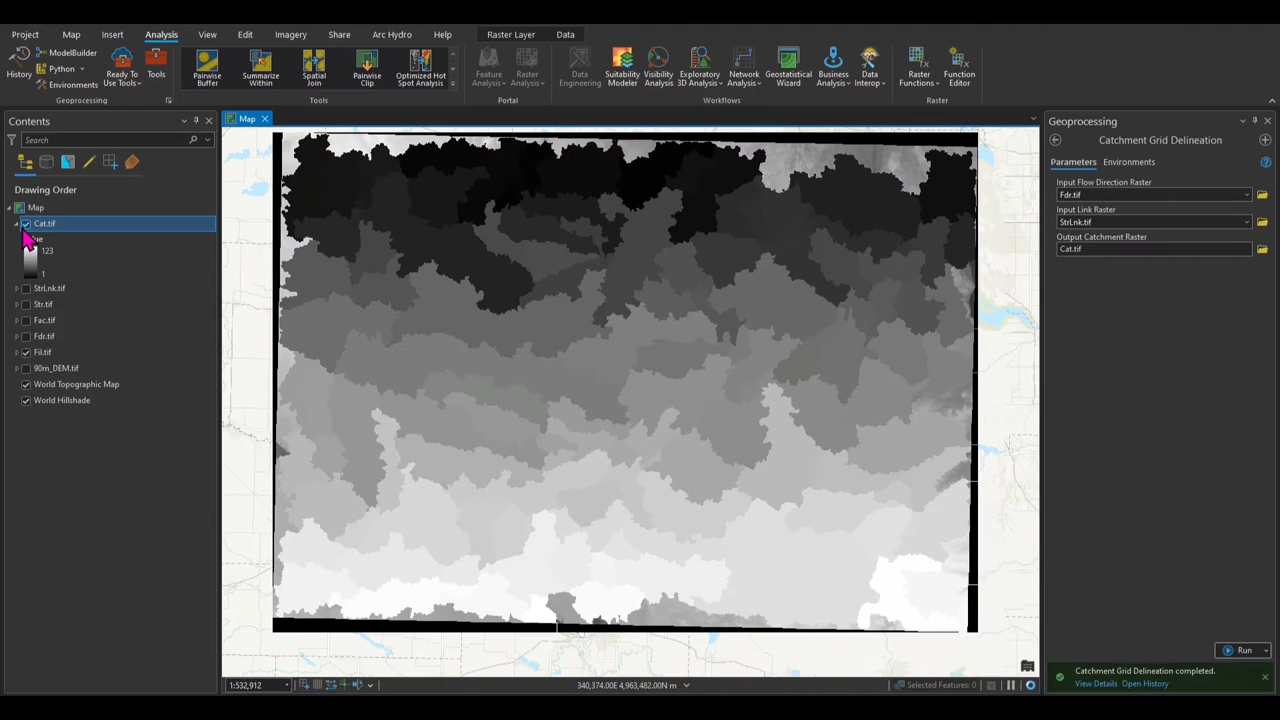 Project Map Insert Analysis View Edit Imagery Share Arc Hydro Help Raster Layer Data
History
ModelBuilder
Python
Environments
Ready To Use Tools
Tools
Pairwise Buffer
Summarize Within
Spatial Join
Pairwise Clip
Optimized Hot Spot Analysis
Feature Analysis
Raster Analysis
Data Engineering
Suitability Modeler
Visibility Analysis
Exploratory 3D Analysis
Network Analysis
Geostatistical Wizard
Business Analysis
Data Interop
Raster Functions
Function Editor
Geoprocessing Tools Portal Workflows Raster
Contents
Search
Drawing Order
Map
Cat.tif
123
1
StrLnk.tif
Str.tif
Fac.tif
Fdr.tif
Fil.tif
90m_DEM.tif
World Topographic Map
World Hillshade
Map
1:532,912
340,374.00E 4,963,482.00N m
Selected Features: 0
Geoprocessing
Catchment Grid Delineation
Parameters Environments
Input Flow Direction Raster
Fdr.tif
Input Link Raster
StrLnk.tif
Output Catchment Raster
Cat.tif
Run
Catchment Grid Delineation completed.
View Details Open History